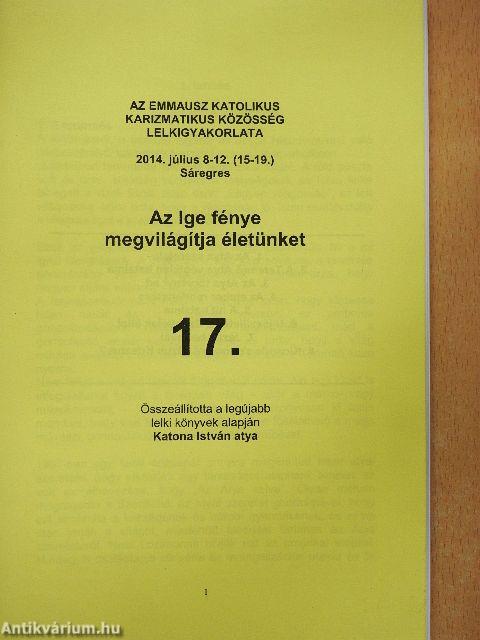 AZ EMMAUSZ KATOLIKUS
KARIZMATIKUS KÖZÖSSÉG
LELKIGYAKORLATA
2014. július 8-12. (15-19.)
Sáregres
Az Ige fénye
megvilágítja életünket
17.
Összeállította a legújabb
lelki könyvek alapján
Katona István atya
1
Antikvárium.hu